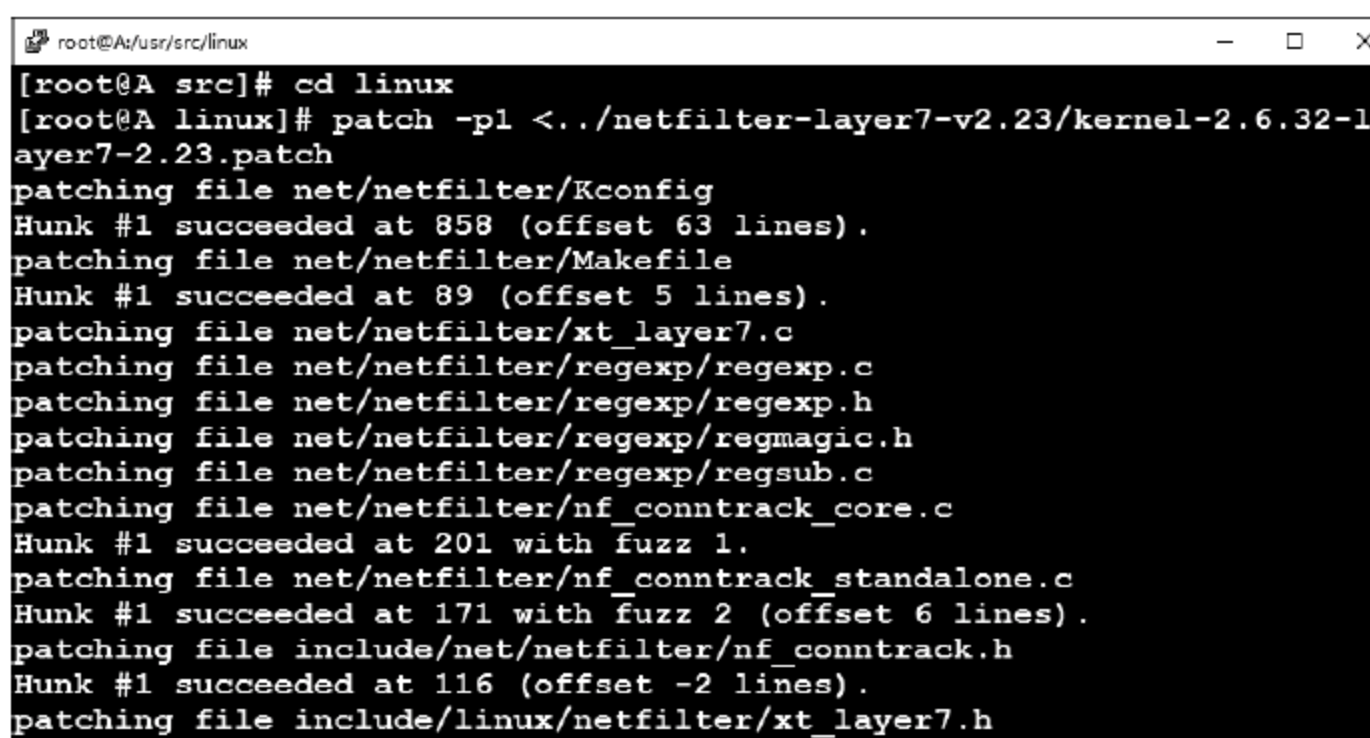 root@A:/usr/src/linux
[root@A src]# cd linux
[root@A linux]# patch -p1 <../netfilter-layer7-v2.23/kernel-2.6.32-l
ayer7-2.23.patch
patching file net/netfilter/Kconfig
Hunk #1 succeeded at 858 (offset 63 lines).
patching file net/netfilter/Makefile
Hunk #1 succeeded at 89 (offset 5 lines).
patching file net/netfilter/xt_layer7.c
patching file net/netfilter/regexp/regexp.c
patching file net/netfilter/regexp/regexp.h
patching file net/netfilter/regexp/regmagic.h
patching file net/netfilter/regexp/regsub.c
patching file net/netfilter/nf_conntrack_core.c
Hunk #1 succeeded at 201 with fuzz 1.
patching file net/netfilter/nf_conntrack_standalone.c
Hunk #1 succeeded at 171 with fuzz 2 (offset 6 lines).
patching file include/net/netfilter/nf_conntrack.h
Hunk #1 succeeded at 116 (offset -2 lines).
patching file include/linux/netfilter/xt_layer7.h